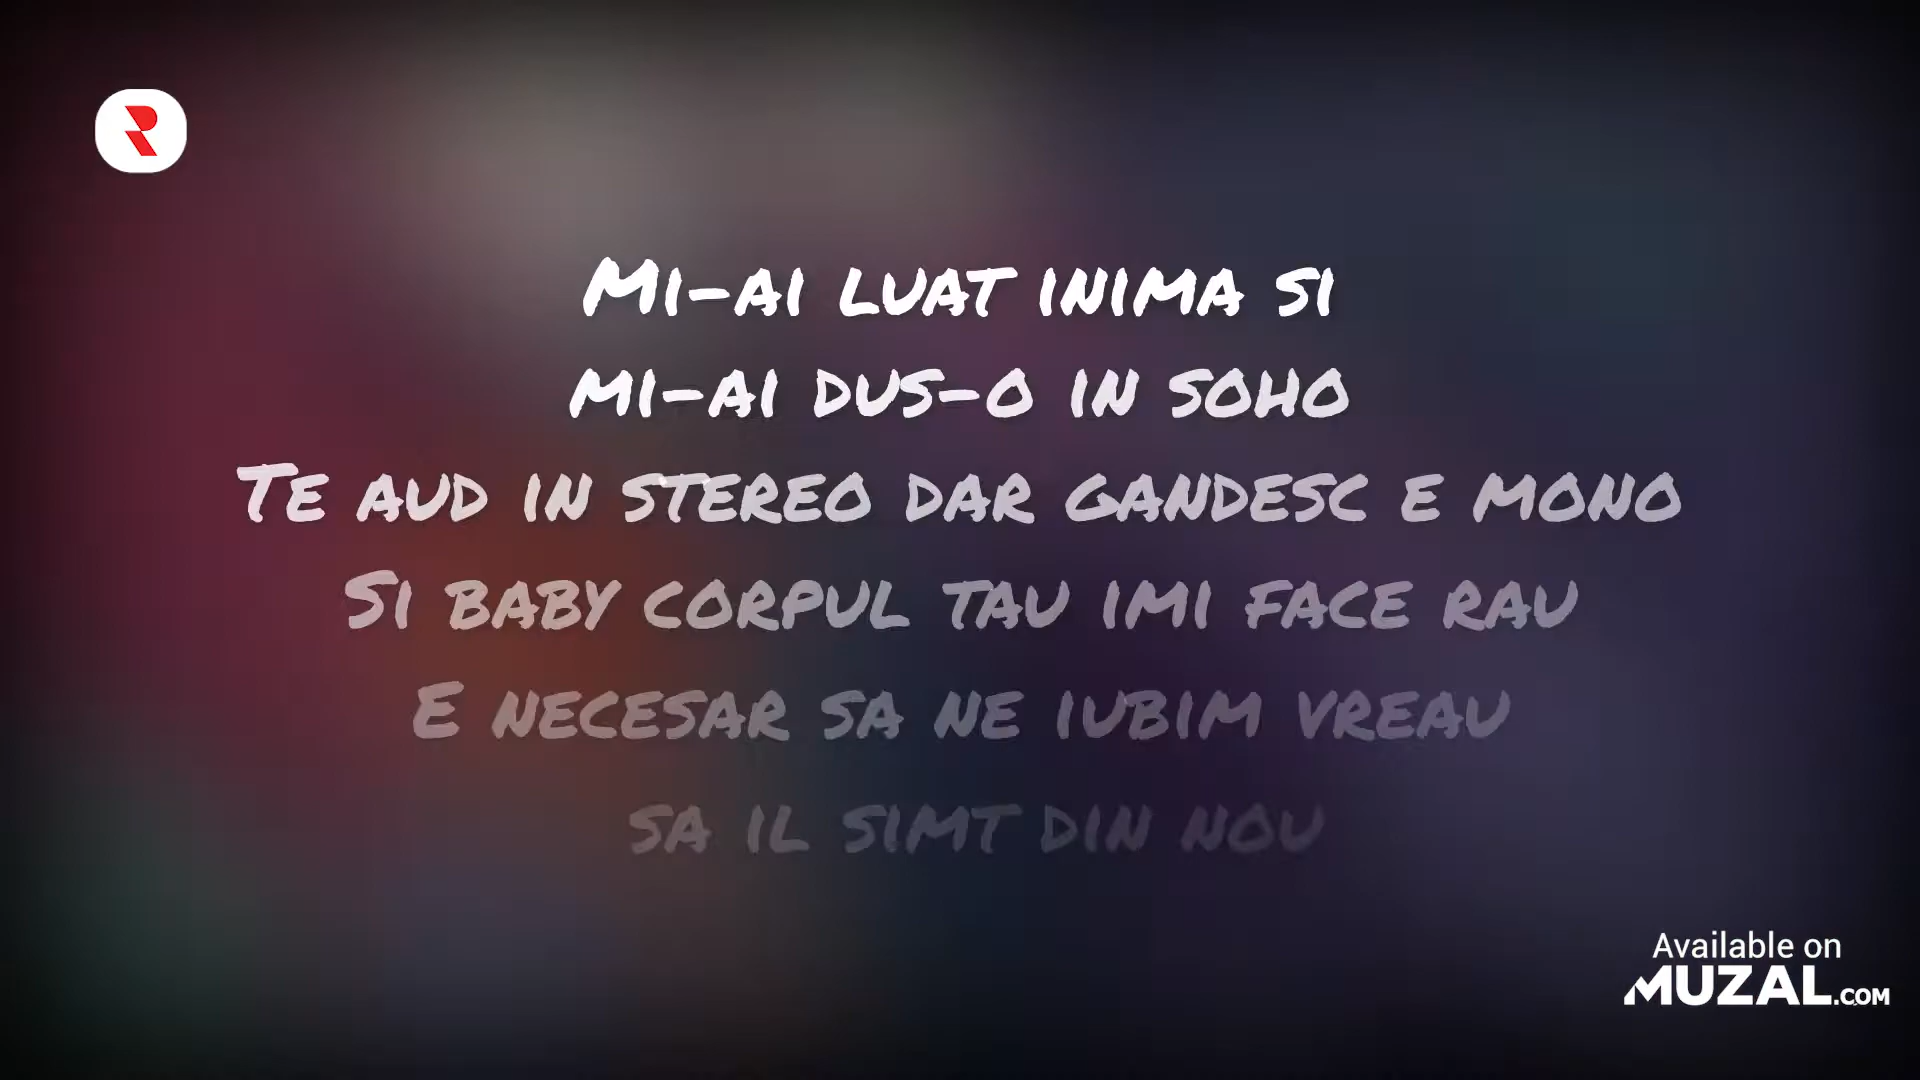 R
Mi-ai luat inima si
mi-ai dus-o in soho
Te aud in stereo dar gandesc e mono
Si baby corpul tau imi face rau
E necesar sa ne iubim vreau
sa il simt din nou
Available on
MUZAL.COM